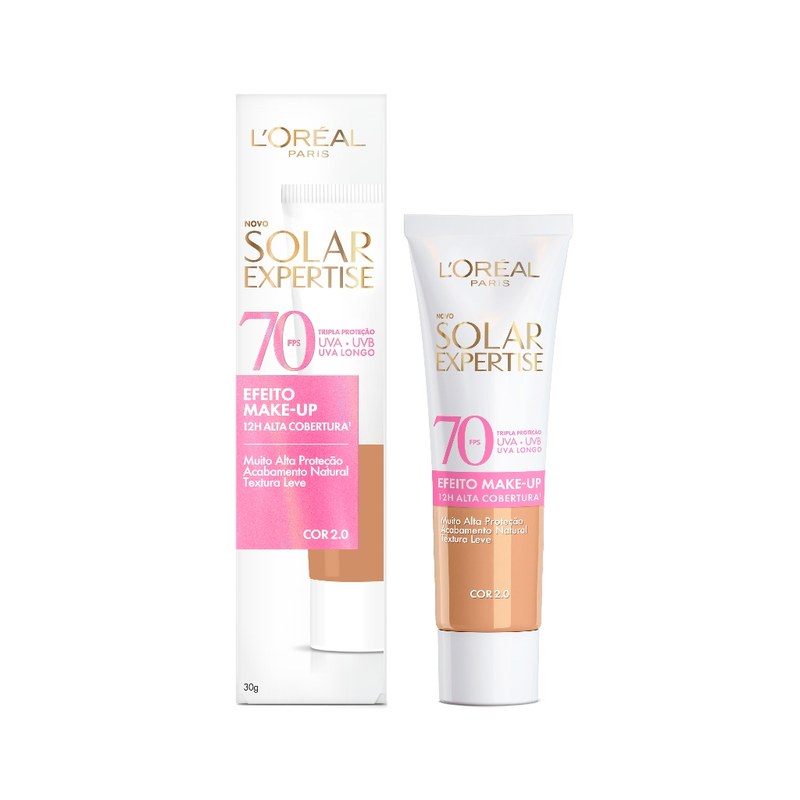 L'ORÉAL
PARIS
NOVO
SOLAR
EXPERTISE
70
FPS
TRIPLA PROTEÇÃO
UVA • UVB
UVA LONGO
EFEITO
MAKE-UP
12H ALTA COBERTURA¹
Muito Alta Proteção
Acabamento Natural
Textura Leve
COR 2.0
30g
L'ORÉAL
PARIS
NOVO
SOLAR
EXPERTISE
70
FPS
TRIPLA PROTEÇÃO
UVA • UVB
UVA LONGO
EFEITO MAKE-UP
12H ALTA COBERTURA¹
Muito Alta Proteção
Acabamento Natural
Textura Leve
COR 2.0